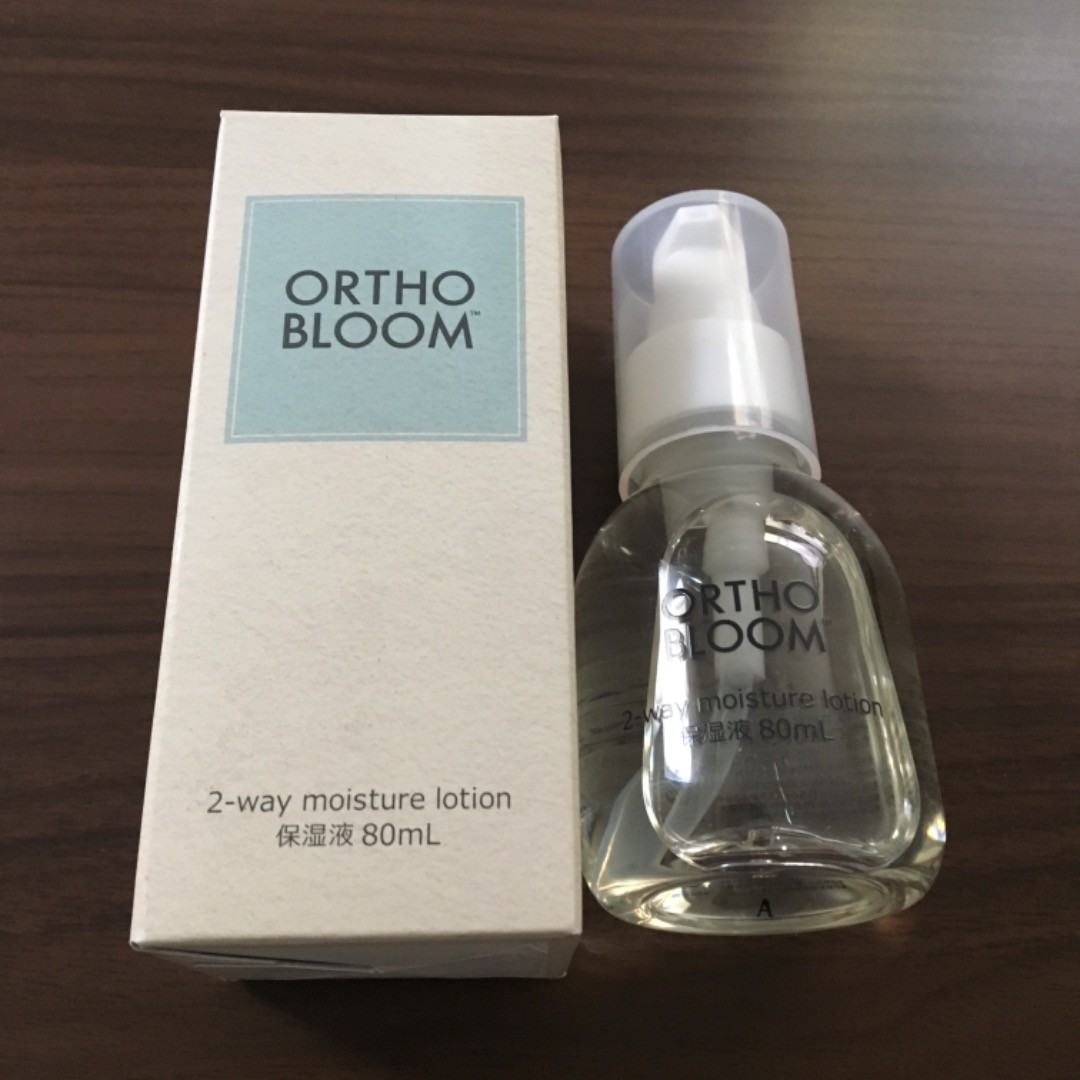 ORTHO
BLOOM™
2-way moisture lotion
保湿液 80mL
ORTHO
BLOOM™
2-way moisture lotion
保湿液 80mL
A